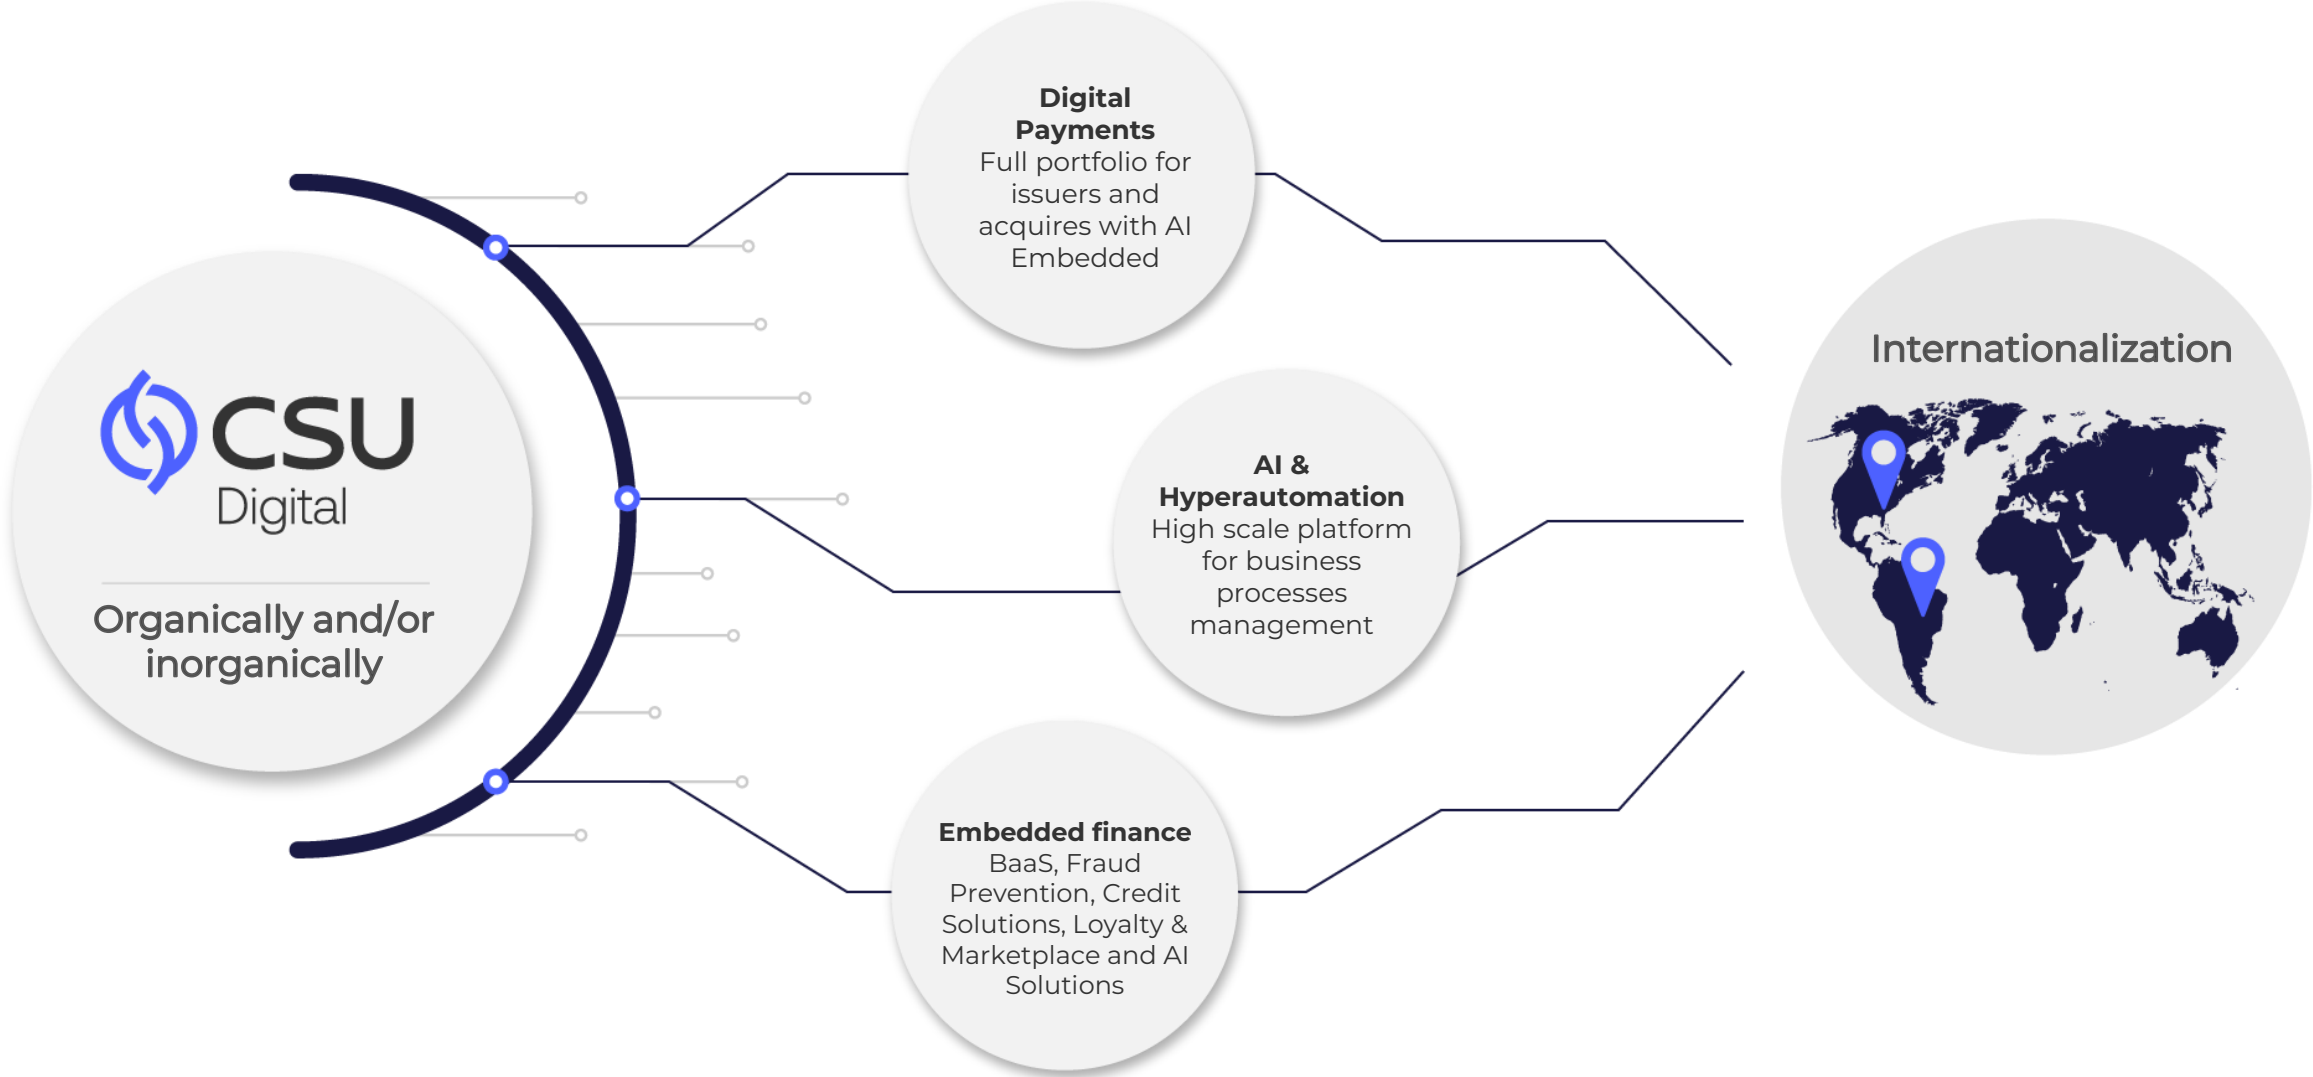 CSU
Digital
Organically and/or
inorganically
Digital
Payments
Full portfolio for
issuers and
acquires with AI
Embedded
AI &
Hyperautomation
High scale platform
for business
processes
management
Embedded finance
BaaS, Fraud
Prevention, Credit
Solutions, Loyalty &
Marketplace and AI
Solutions
Internationalization